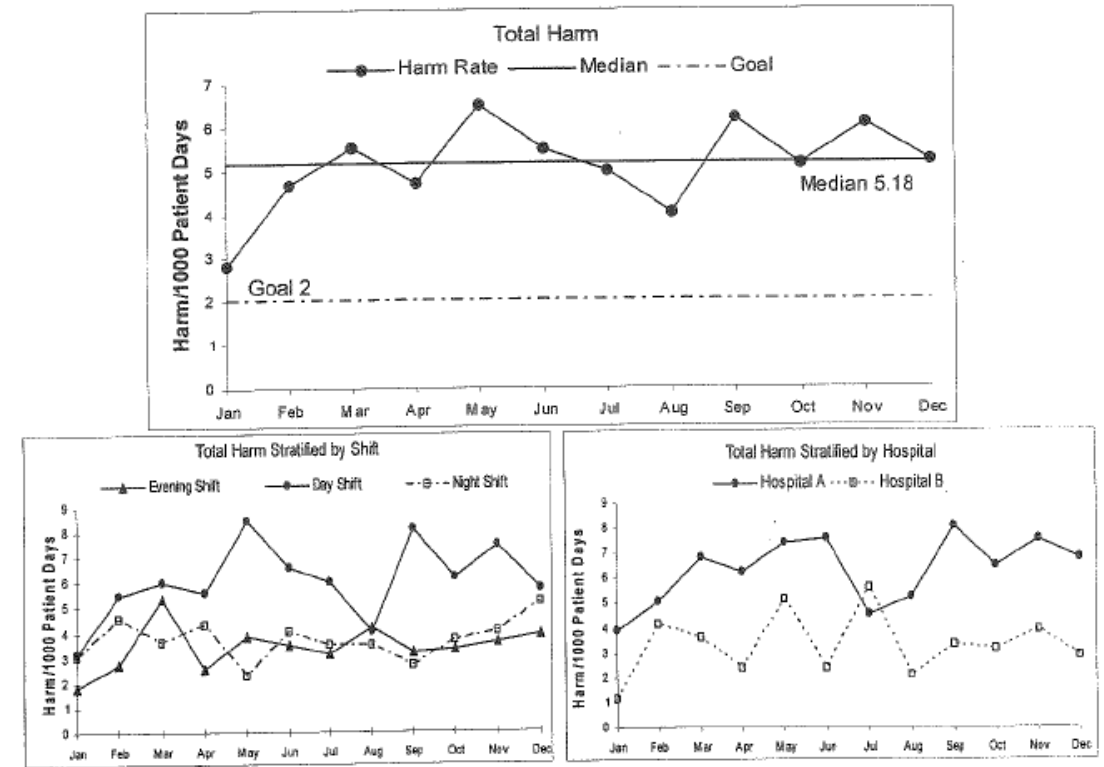 Total Harm
Harm Rate Median Goal
Harm/1000 Patient Days
7
6
5
4
3
2
1
0
Median 5.18
Goal 2
Jan Feb Mar Apr May Jun Jul Aug Sep Oct Nov Dec
Total Harm Stratified by Shift
Evening Shift Day Shift Night Shift
Harm/1000 Patient Days
9
8
7
6
5
4
3
2
1
0
Jan Feb Mar Apr May Jun Jul Aug Sep Oct Nov Dec
Total Harm Stratified by Hospital
Hospital A Hospital B
Harm/1000 Patient Days
9
8
7
6
5
4
3
2
1
0
Jan Feb Mar Apr May Jun Jul Aug Sep Oct Nov Dec